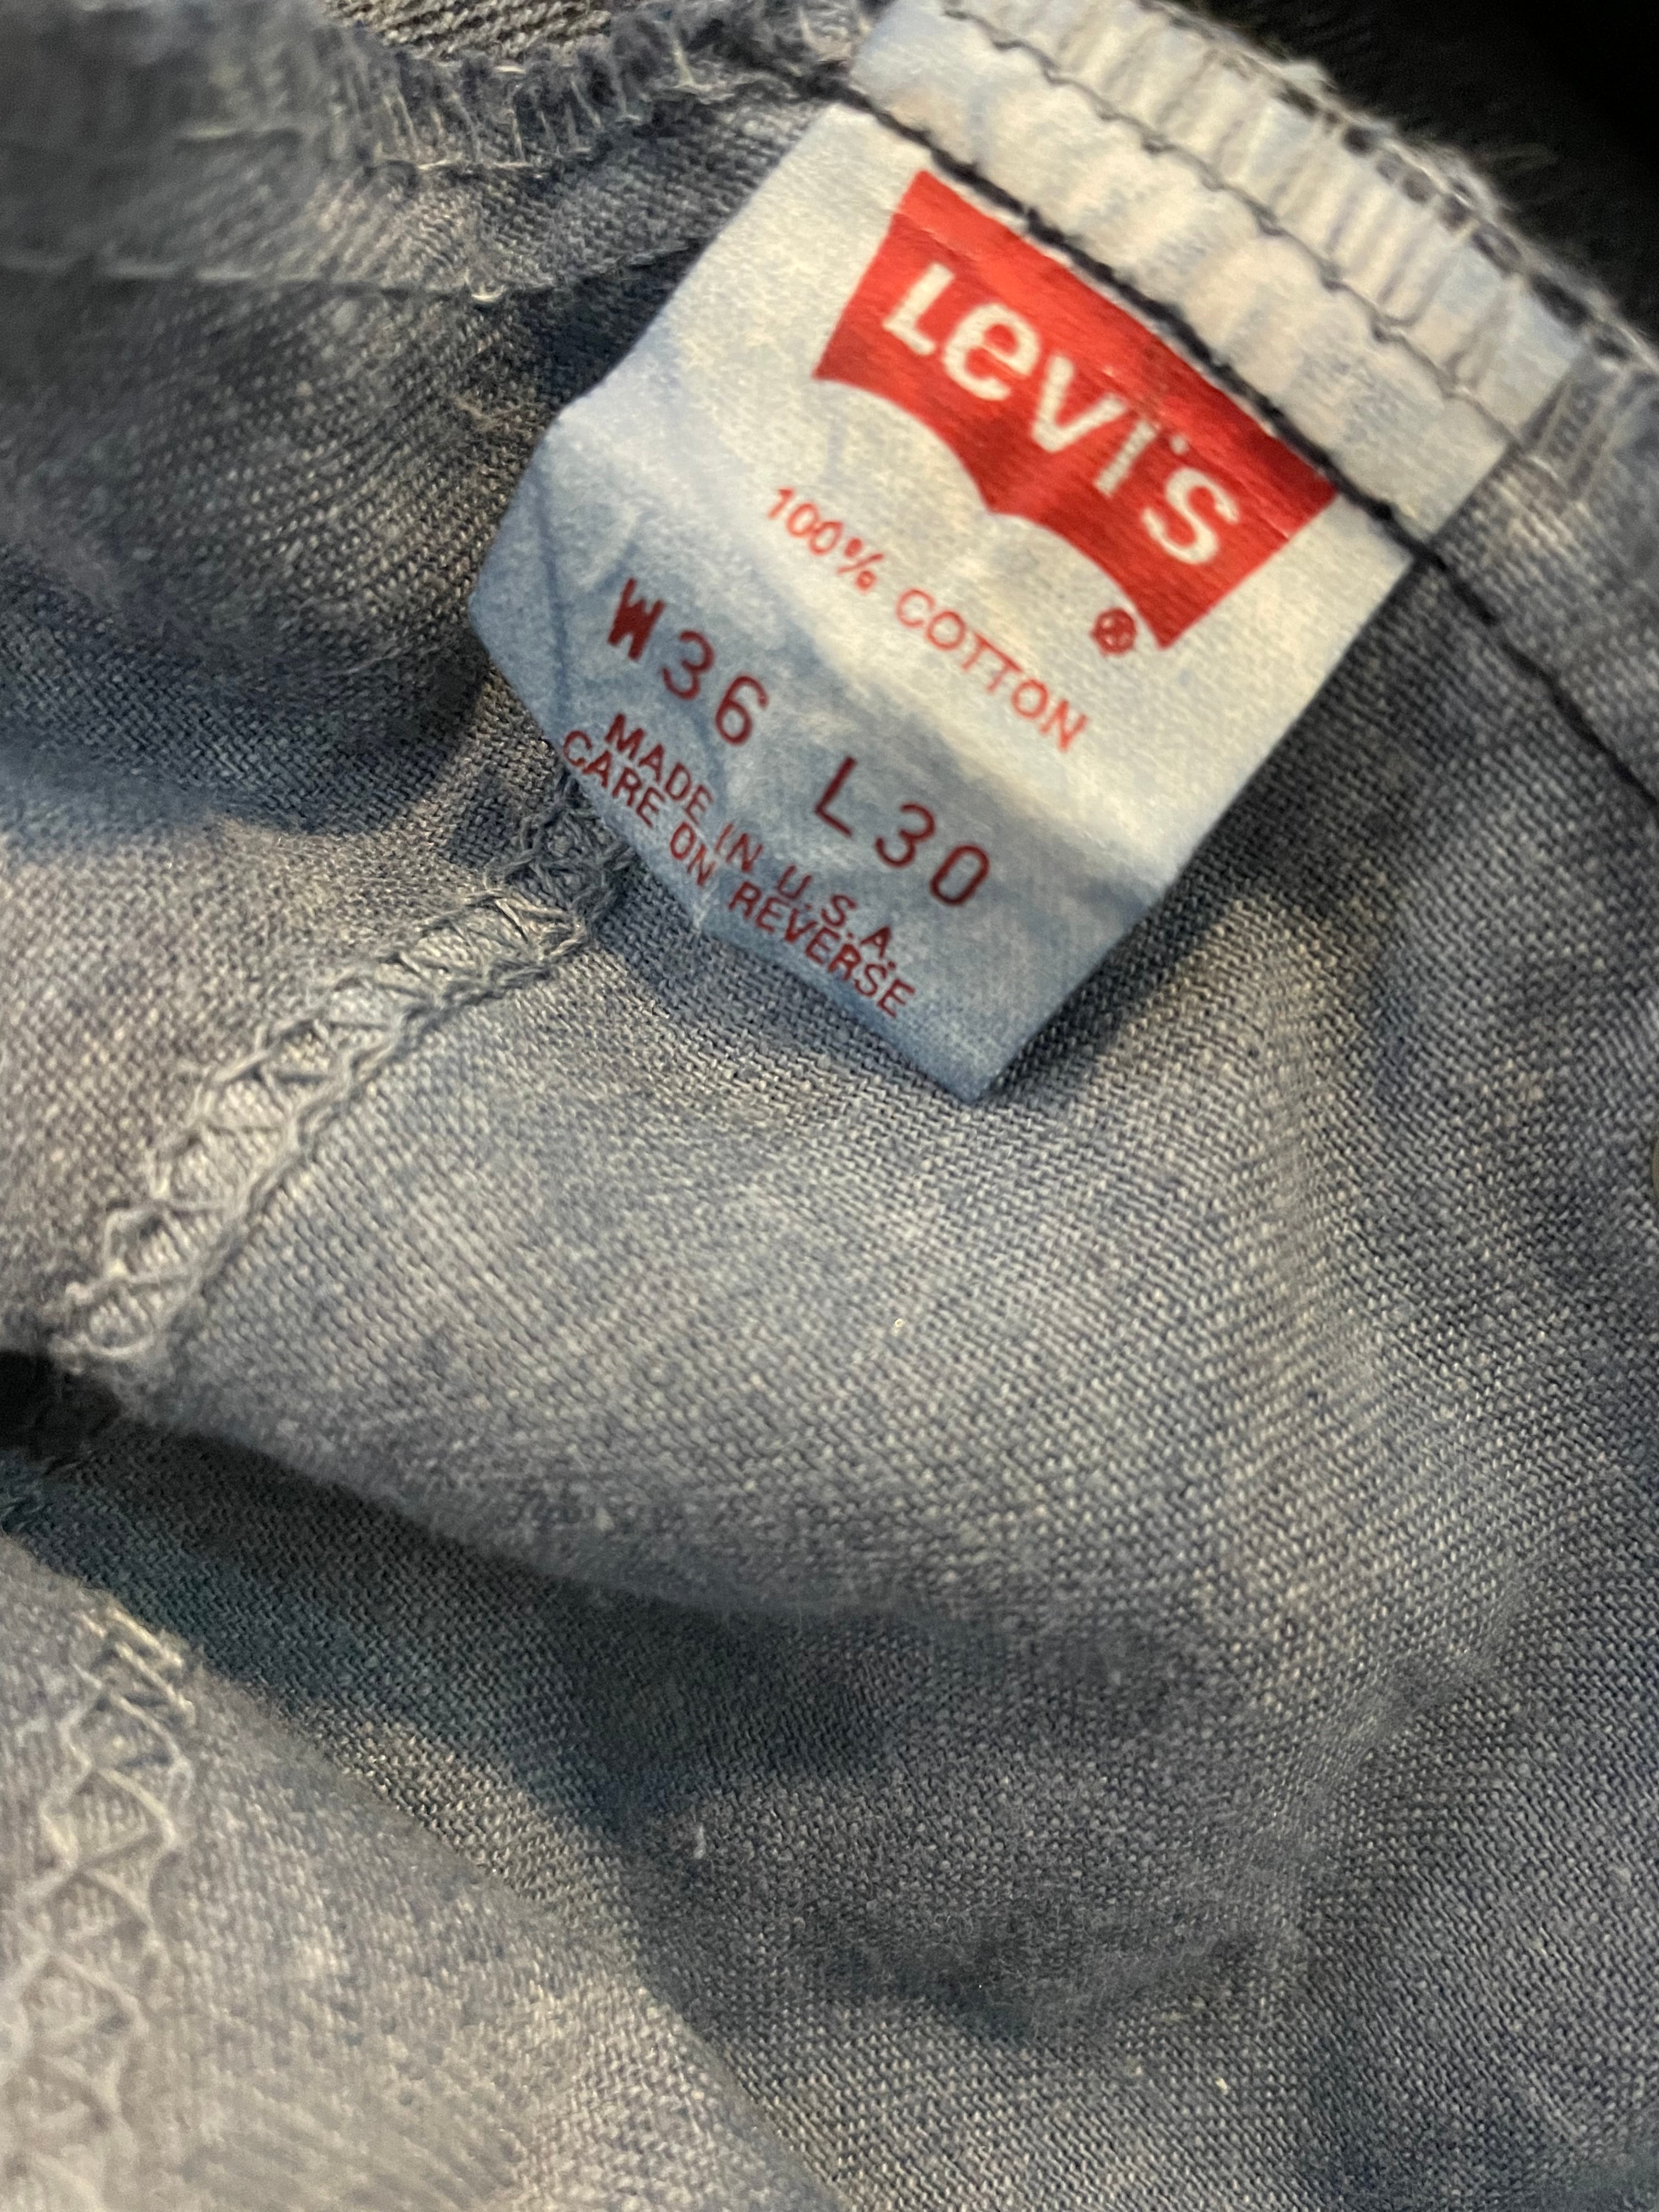 Levi's ®
100% COTTON
W36 L30
MADE IN U.S.A.
CARE ON REVERSE